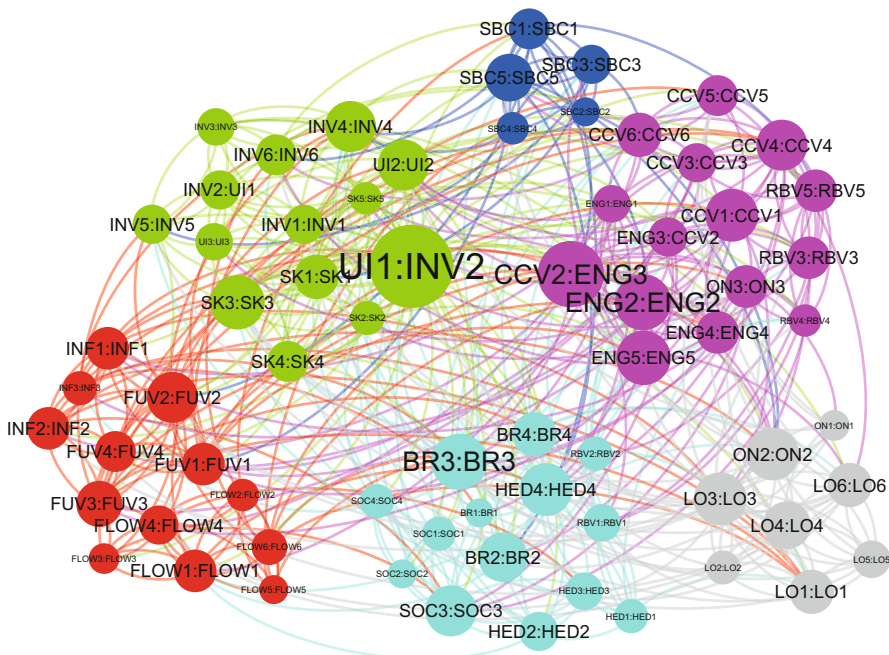 SBC1:SBC1
SBC3:SBC3
SBC5:SBC5
SBC2:SBC2
SBC4:SBC4
CCV5:CCV5
CCV6:CCV6
CCV4:CCV4
CCV3:CCV3
RBV5:RBV5
ENG1:ENG1
CCV1:CCV1
ENG3:CCV2
RBV3:RBV3
CCV2:ENG3
ON3:ON3
ENG2:ENG2
RBV4:RBV4
ENG4:ENG4
ENG5:ENG5
INV3:INV3
INV4:INV4
INV6:INV6
UI2:UI2
INV2:UI1
SK5:SK5
INV5:INV5
INV1:INV1
UI3:UI3
UI1:INV2
SK1:SK1
SK3:SK3
SK2:SK2
SK4:SK4
INF1:INF1
INF3:INF3
FUV2:FUV2
INF2:INF2
FUV4:FUV4
FUV1:FUV1
FLOW2:FLOW2
FUV3:FUV3
FLOW4:FLOW4
FLOW6:FLOW6
FLOW3:FLOW3
FLOW1:FLOW1
FLOW5:FLOW5
BR4:BR4
RBV2:RBV2
BR3:BR3
HED4:HED4
SOC4:SOC4
BR1:BR1
RBV1:RBV1
SOC1:SOC1
BR2:BR2
SOC2:SOC2
HED3:HED3
SOC3:SOC3
HED1:HED1
HED2:HED2
ON1:ON1
ON2:ON2
LO6:LO6
LO3:LO3
LO4:LO4
LO5:LO5
LO2:LO2
LO1:LO1